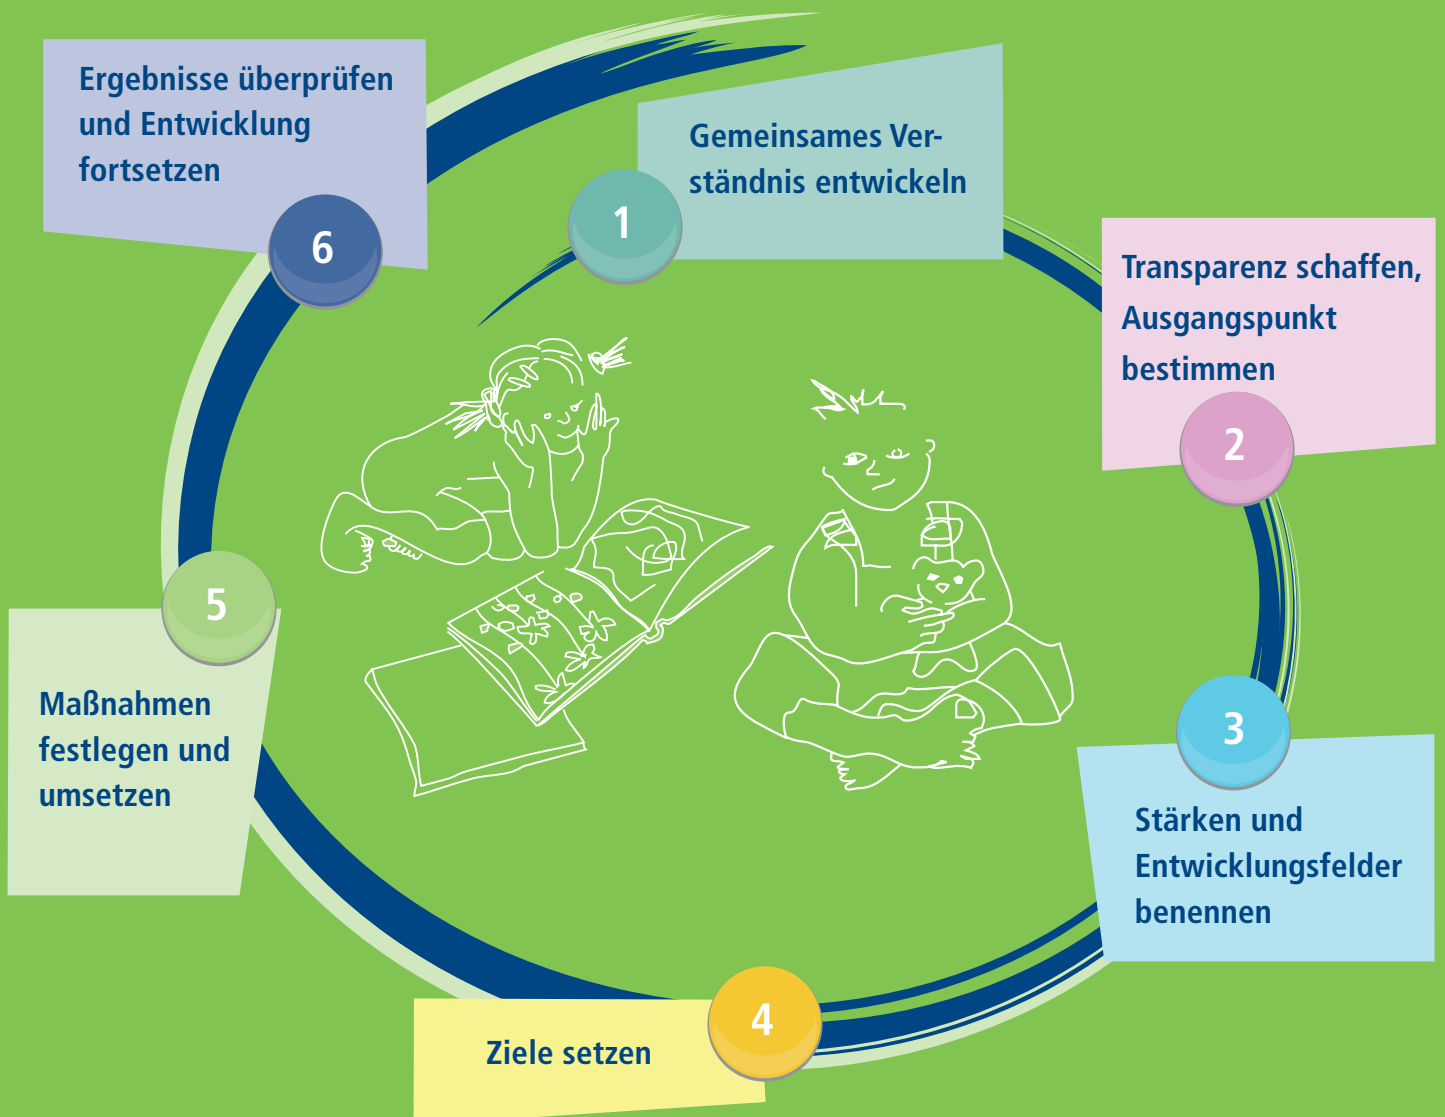 1
Gemeinsames Ver-
ständnis entwickeln
2
Transparenz schaffen,
Ausgangspunkt
bestimmen
3
Stärken und
Entwicklungsfelder
benennen
4
Ziele setzen
5
Maßnahmen
festlegen und
umsetzen
6
Ergebnisse überprüfen
und Entwicklung
fortsetzen